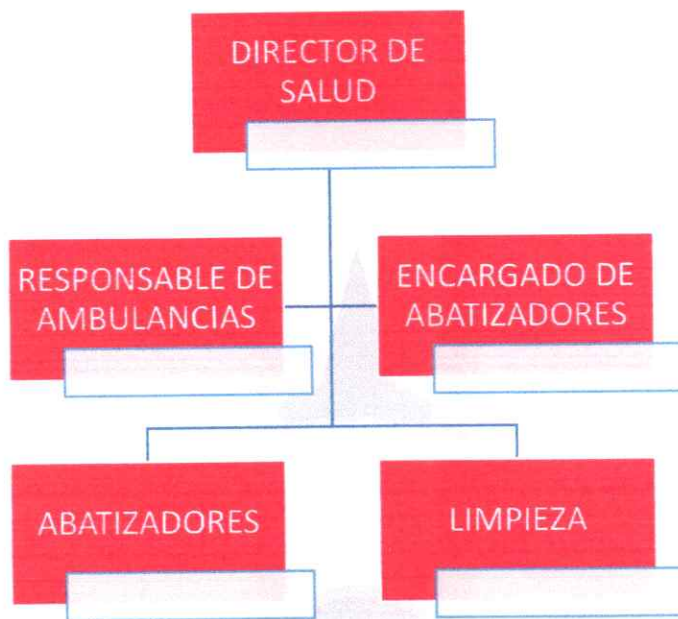 DIRECTOR DE
SALUD
RESPONSABLE DE
AMBULANCIAS
ENCARGADO DE
ABATIZADORES
ABATIZADORES
LIMPIEZA